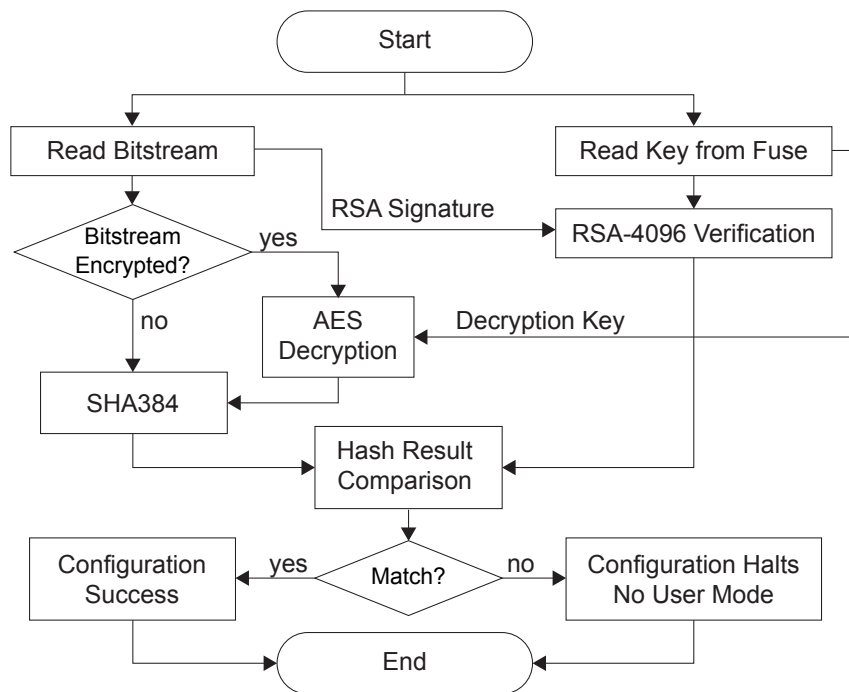 Start
Read Bitstream
Read Key from Fuse
RSA Signature
RSA-4096 Verification
Bitstream
Encrypted?
yes
no
AES
Decryption
Decryption Key
SHA384
Hash Result
Comparison
Configuration
Success
yes
Match?
no
Configuration Halts
No User Mode
End